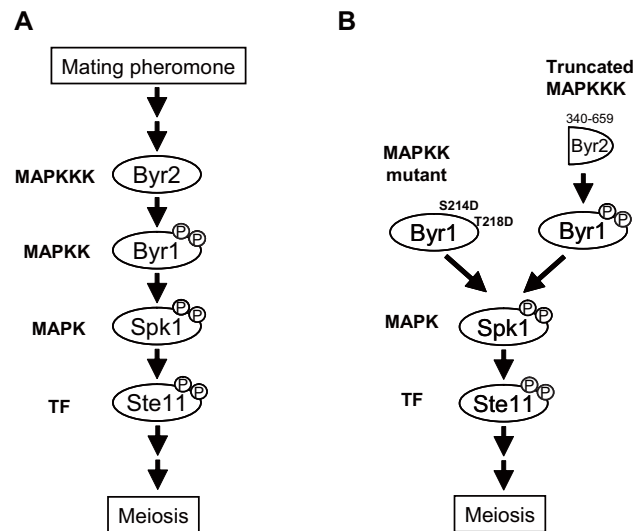 A
Mating pheromone
MAPKKK
Byr2
MAPKK
Byr1
P
P
MAPK
Spk1
P
P
TF
Ste11
P
P
Meiosis
B
Truncated
MAPKKK
340-659
Byr2
MAPKK
mutant
S214D
T218D
Byr1
Byr1
P
P
MAPK
Spk1
P
P
TF
Ste11
P
P
Meiosis